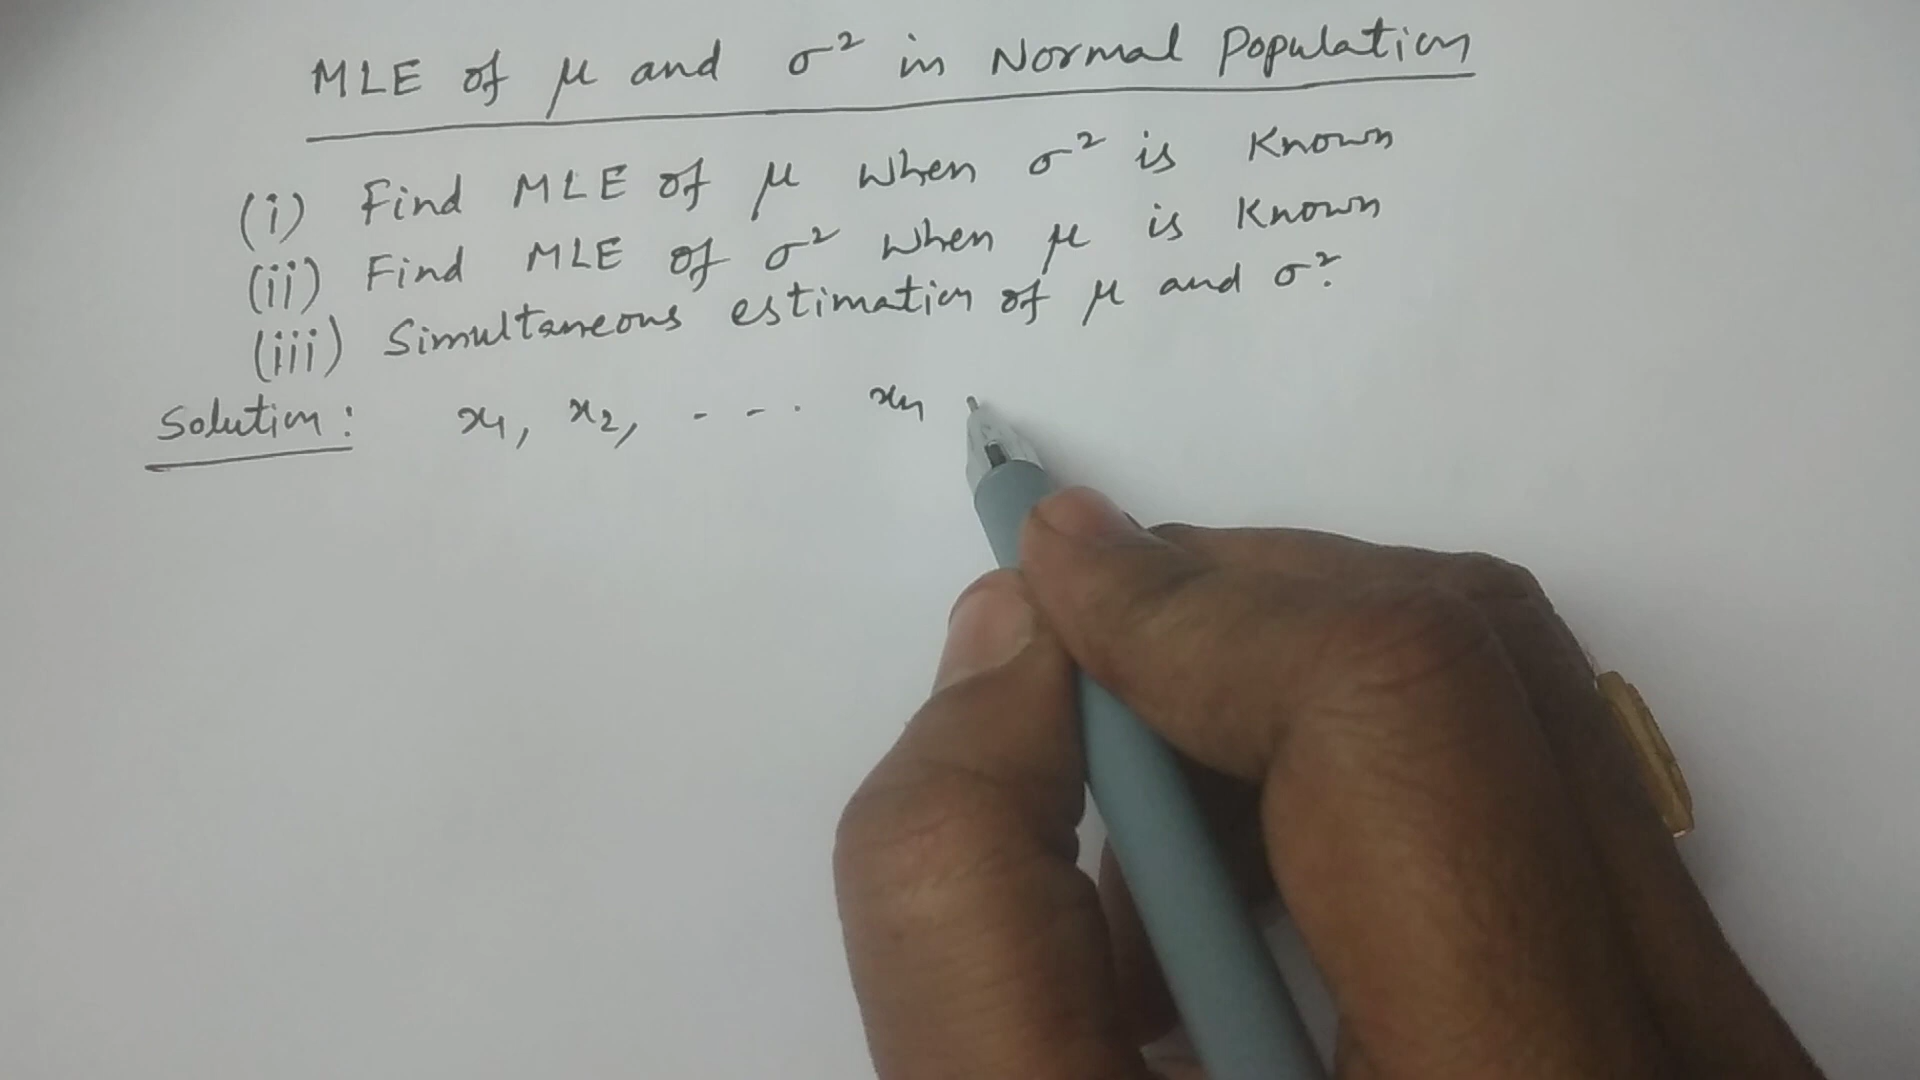 MLE of μ and σ² in Normal Population
(i) Find MLE of μ when σ² is known
(ii) Find MLE of σ² when μ is known
(iii) Simultaneous estimation of μ and σ².
Solution: x₁, x₂, - - - xₙ